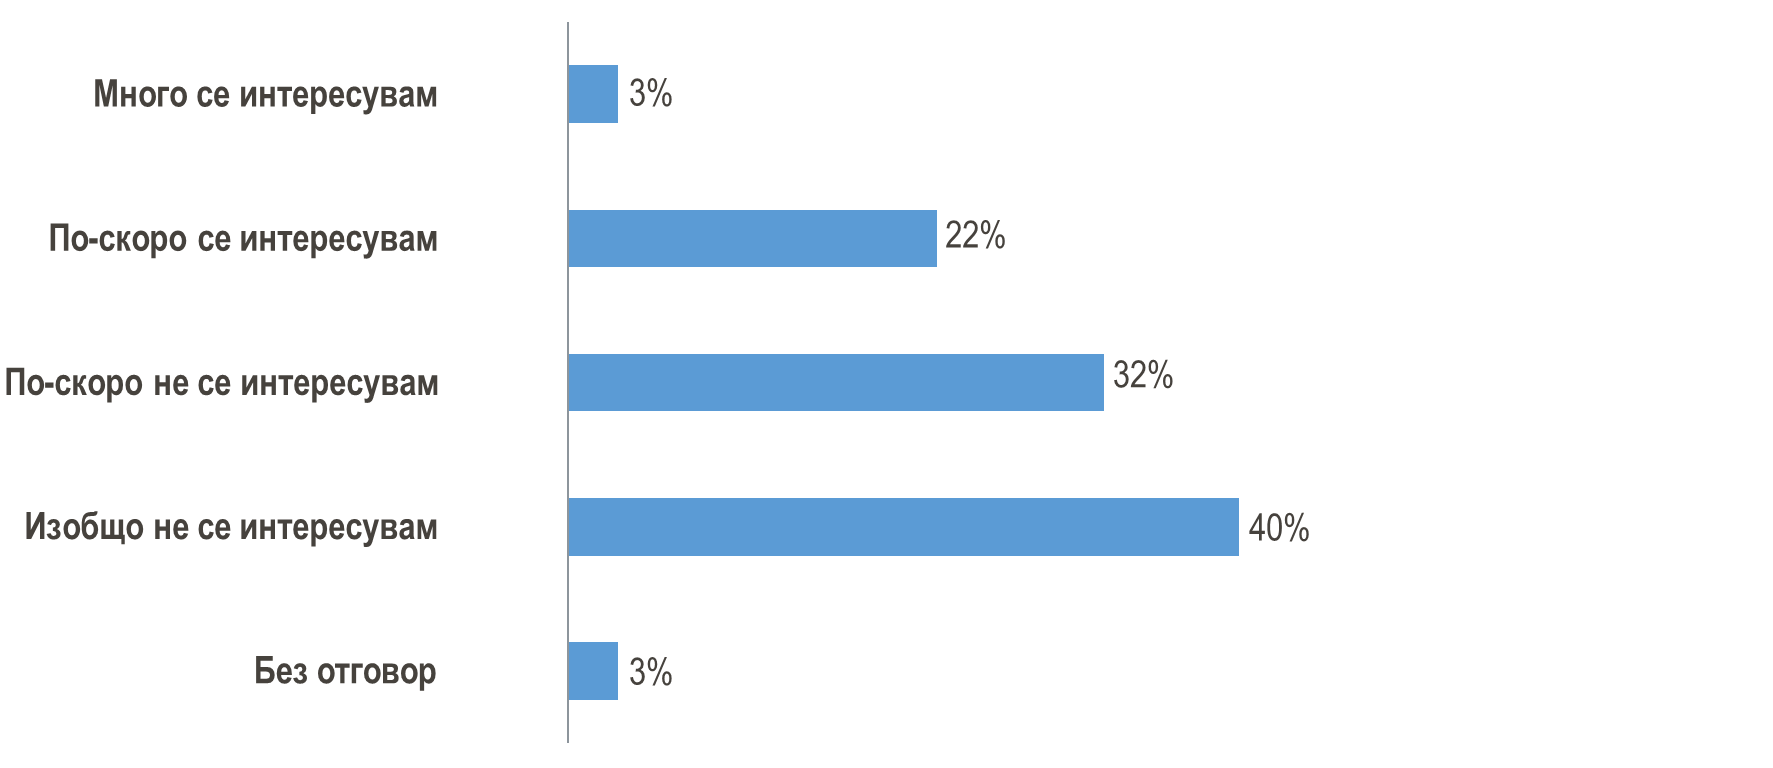 Много се интересувам 3%
По-скоро се интересувам 22%
По-скоро не се интересувам 32%
Изобщо не се интересувам 40%
Без отговор 3%